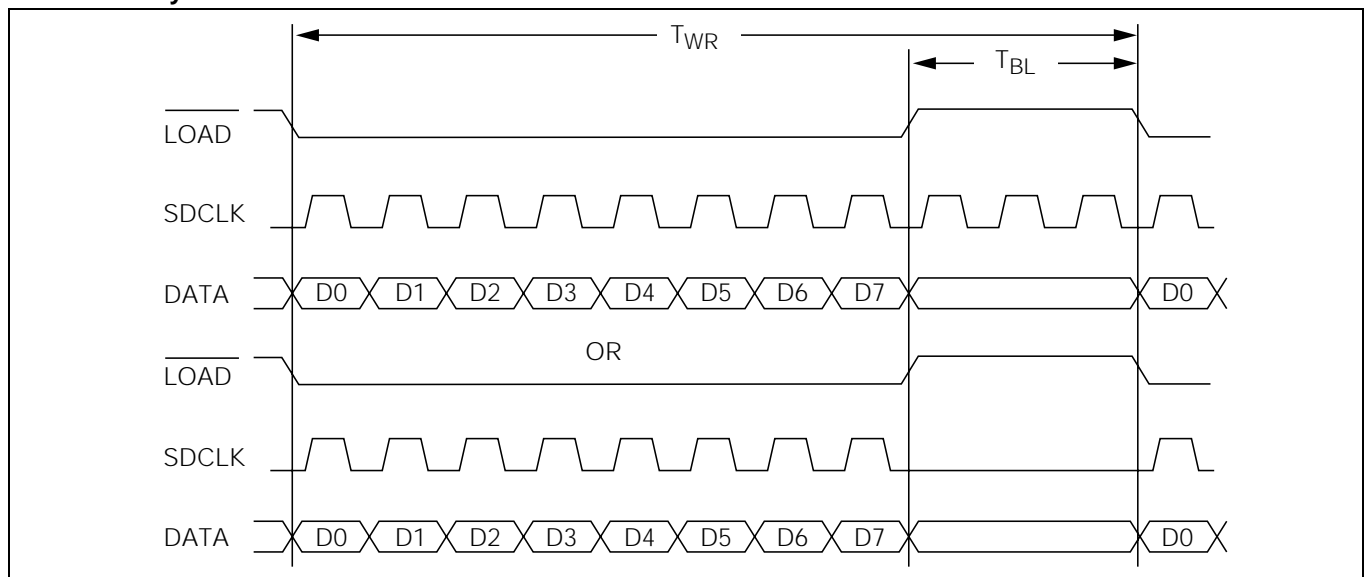 TWR
TBL
LOAD
SDCLK
DATA D0 D1 D2 D3 D4 D5 D6 D7 D0
OR
LOAD
SDCLK
DATA D0 D1 D2 D3 D4 D5 D6 D7 D0